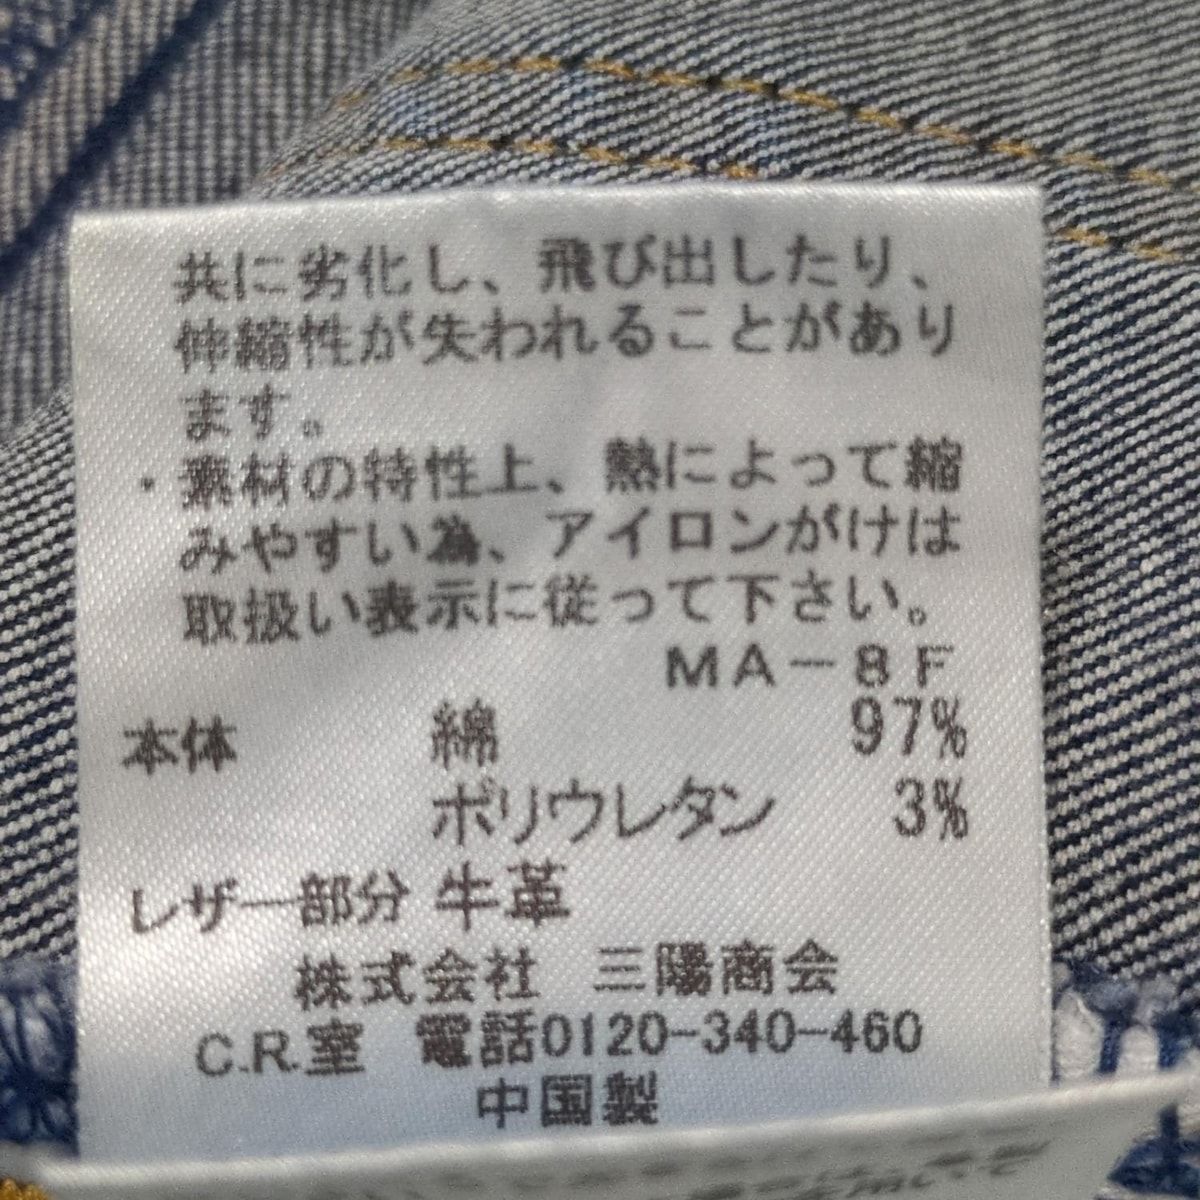 共に劣化し、飛び出したり、
伸縮性が失われることがあり
ます。
・素材の特性上、熱によって縮
みやすい為、アイロンがけは
取扱い表示に従って下さい。
MA-8F
本体 綿 97%
ポリウレタン 3%
レザー部分 牛革
株式会社 三陽商会
C.R.室 電話0120-340-460
中国製